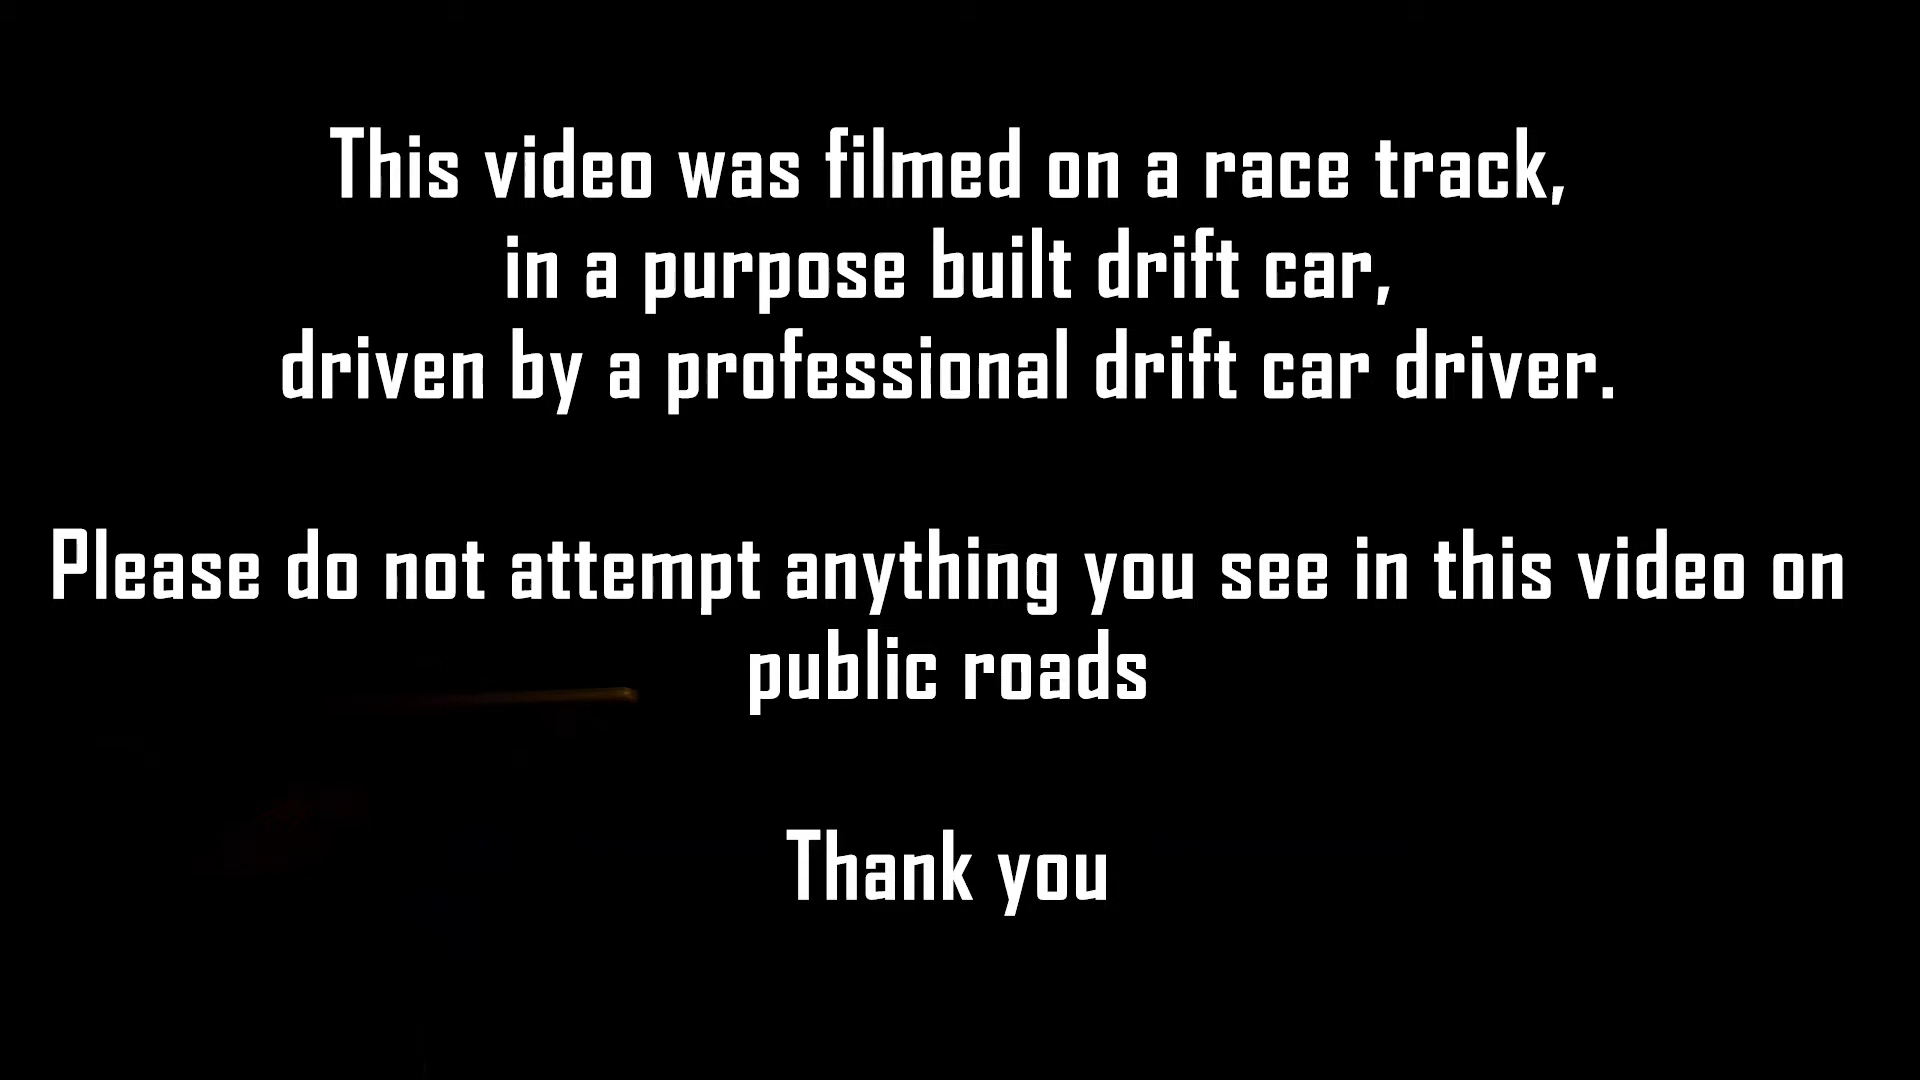 This video was filmed on a race track,
in a purpose built drift car,
driven by a professional drift car driver.
Please do not attempt anything you see in this video on
public roads
Thank you